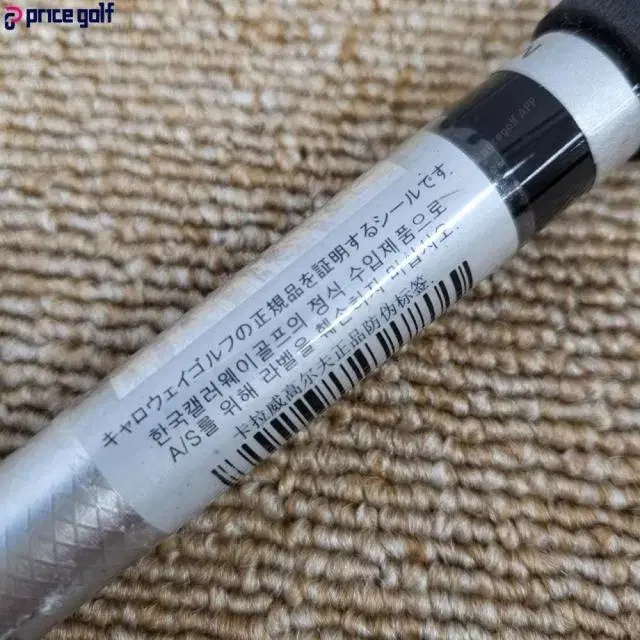 price golf
golf APP
キャロウェイゴルフの正規品を証明するシールです
한국캘러웨이골프의 정식 수입제품으로
A/S를 위해 라벨을 훼손하지 마십시오.
卡拉威高尔夫正品防伪标签